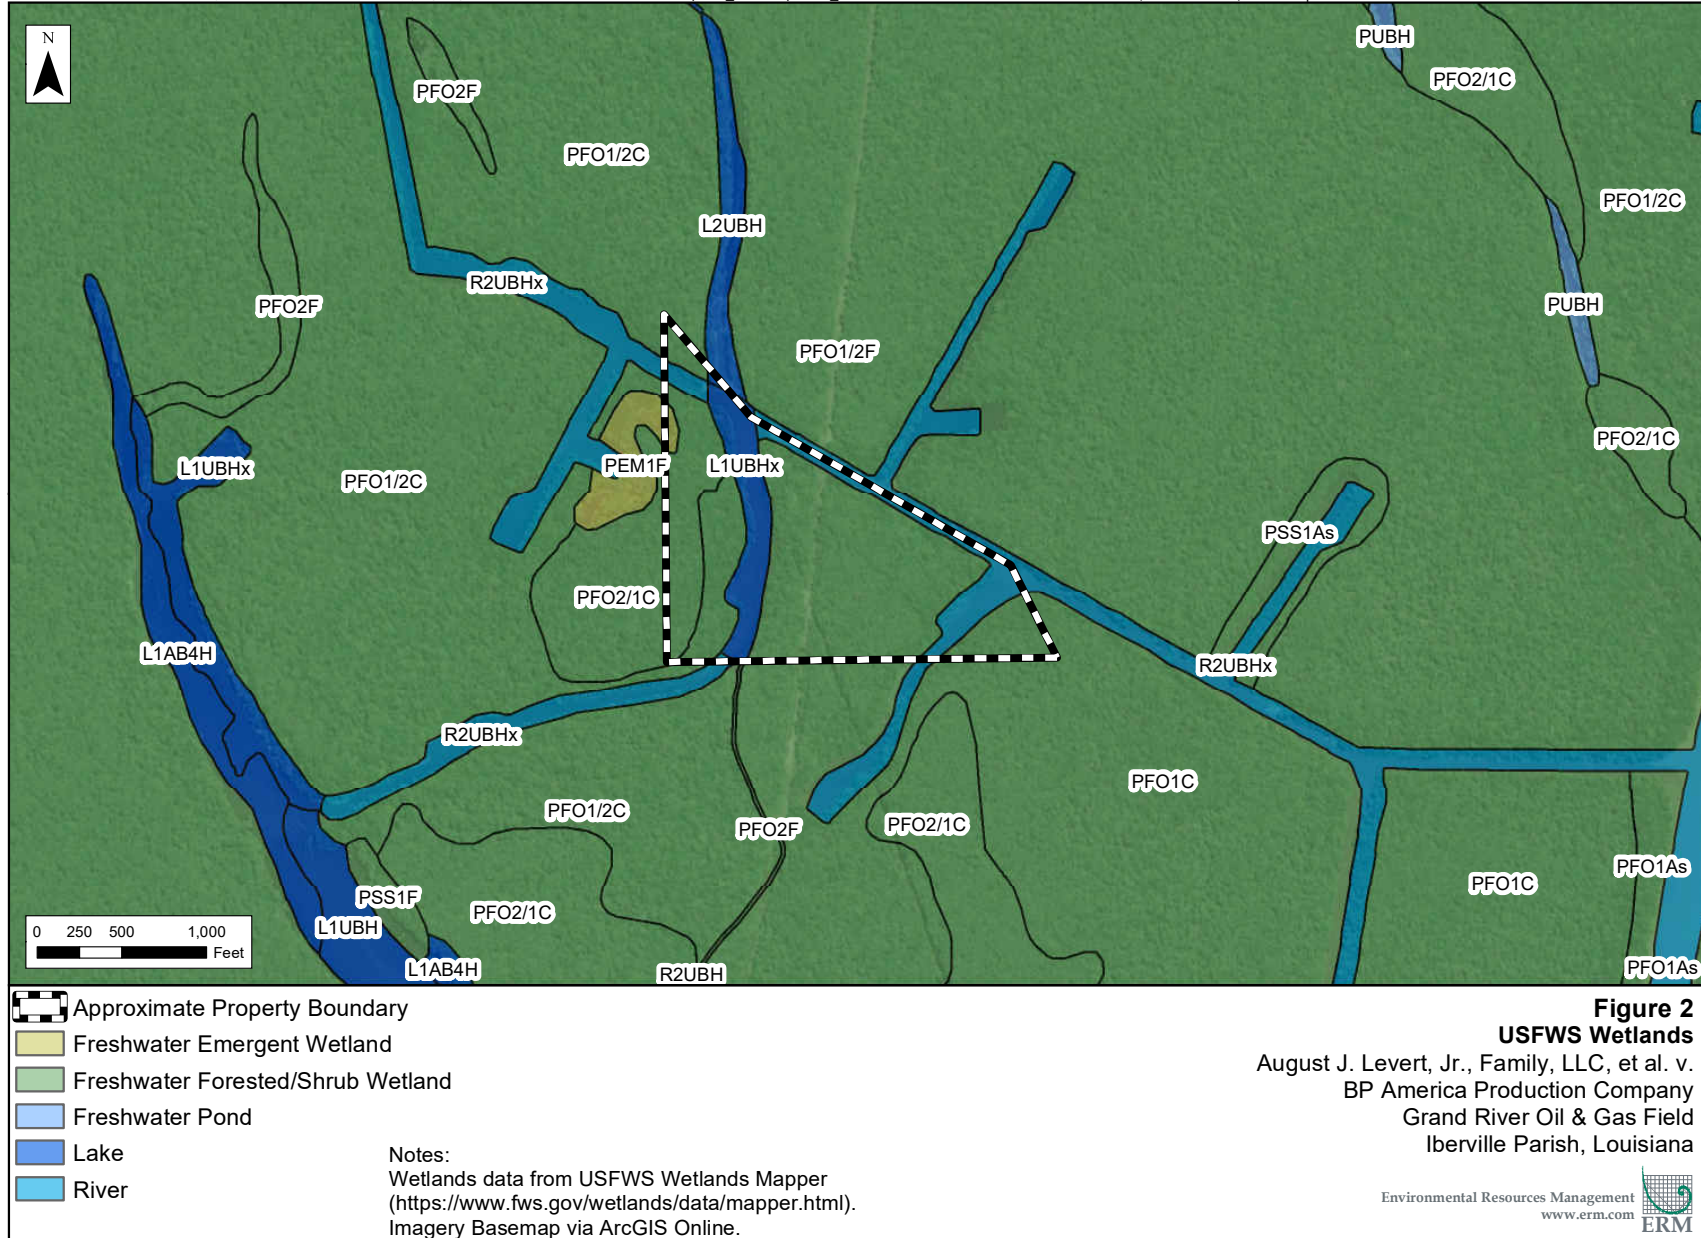 N
PUBH
PFO2/1C
PFO2F
PFO1/2C
PFO1/2C
L2UBH
R2UBHx
PFO2F
PUBH
PFO1/2F
PFO2/1C
L1UBHx
PFO1/2C
PEM1F
L1UBHx
PSS1As
PFO2/1C
L1AB4H
R2UBHx
R2UBHx
PFO1C
PFO1/2C
PFO2F
PFO2/1C
PFO1As
PFO1C
PSS1F
PFO2/1C
L1UBH
L1AB4H
R2UBH
PFO1As
0 250 500 1,000
Feet
Approximate Property Boundary
Freshwater Emergent Wetland
Freshwater Forested/Shrub Wetland
Freshwater Pond
Lake
River
Notes:
Wetlands data from USFWS Wetlands Mapper
(https://www.fws.gov/wetlands/data/mapper.html).
Imagery Basemap via ArcGIS Online.
Figure 2
USFWS Wetlands
August J. Levert, Jr., Family, LLC, et al. v.
BP America Production Company
Grand River Oil & Gas Field
Iberville Parish, Louisiana
Environmental Resources Management
www.erm.com
ERM